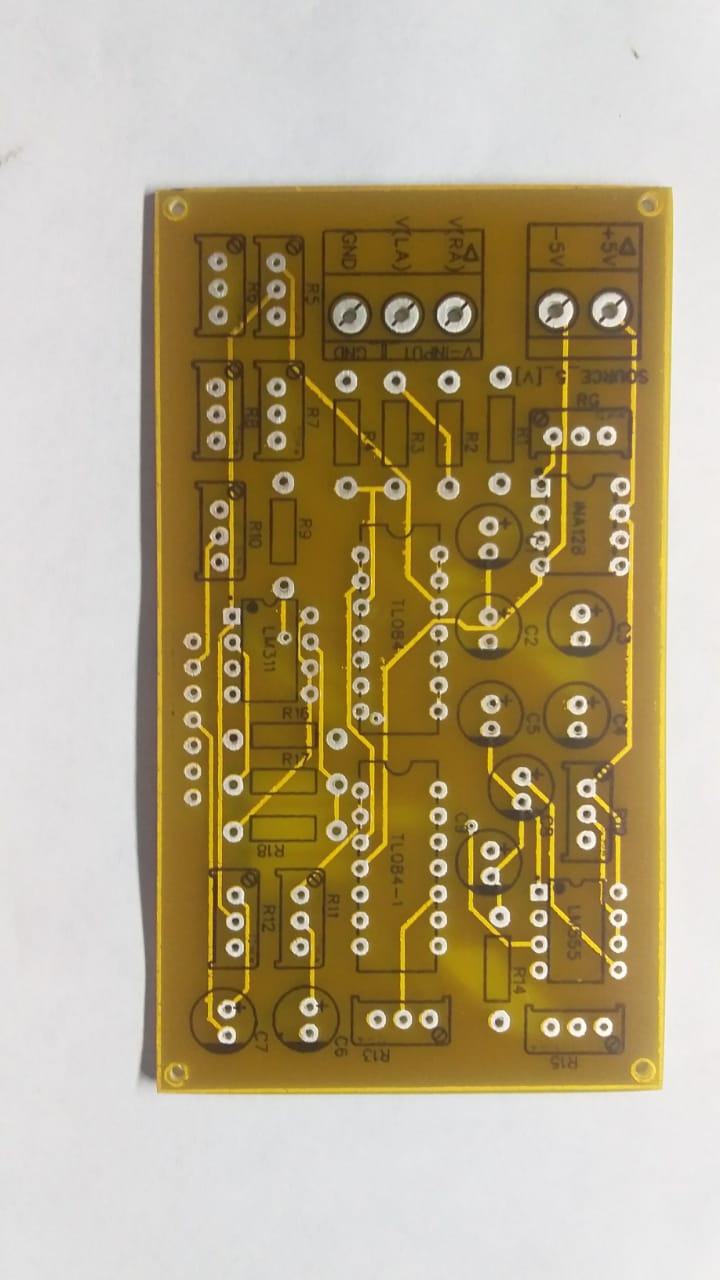 +5V
-5V
SOURCE_5_[V]
V(RA)
V(LA)
GND
V-INPUT
GND
R5
R6
R7
R8
R1
R2
R3
R4
INA128
R10
R9
C2
C3
TL084
LM311
C5
C4
R16
R17
R18
TL084-1
C8
C9
LM555
R11
R12
R14
C7
C6
R13
R15